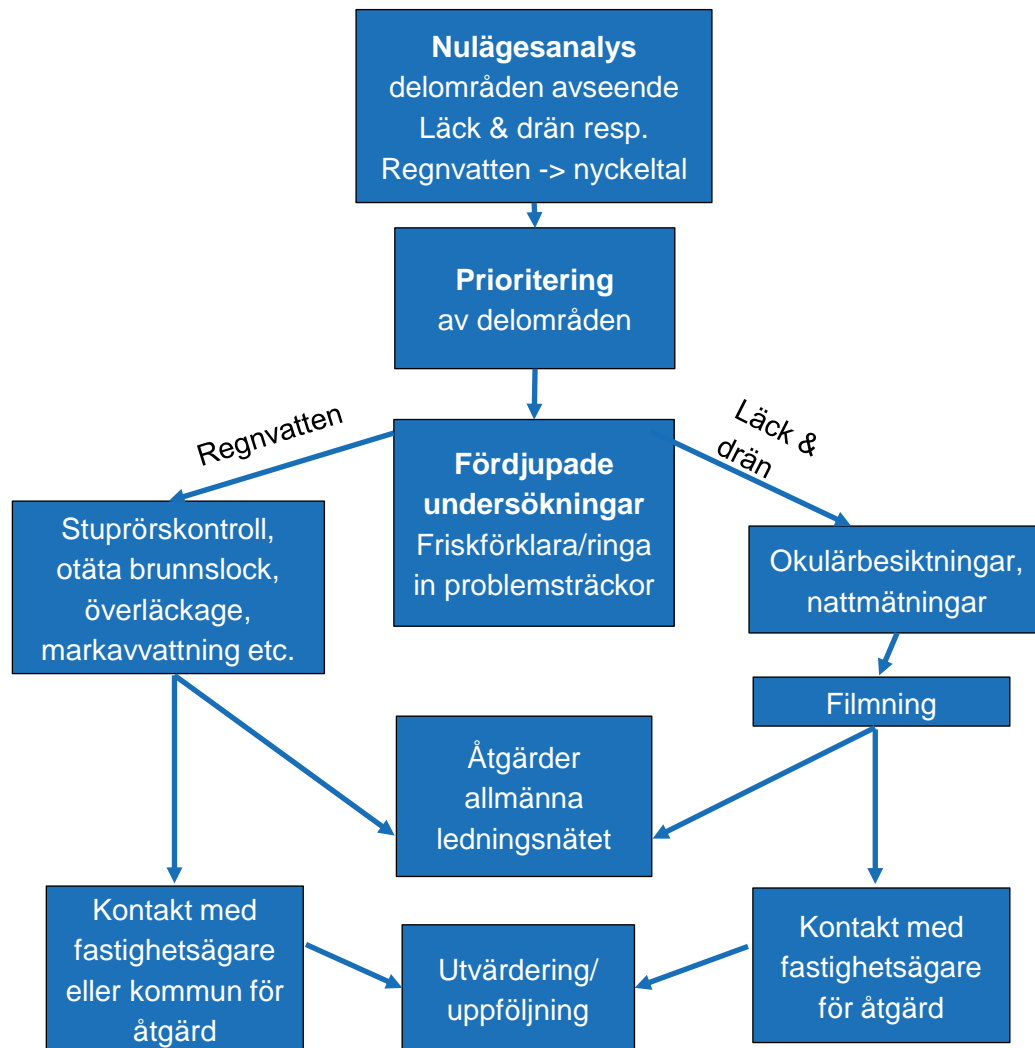 Nulägesanalys
delområden avseende
Läck & drän resp.
Regnvatten -> nyckeltal
Prioritering
av delområden
Regnvatten
Läck &
drän
Fördjupade
undersökningar
Friskförklara/ringa
in problemsträckor
Stuprörskontroll,
otäta brunnslock,
överläckage,
markavvattning etc.
Okulärbesiktningar,
nattmätningar
Filmning
Åtgärder
allmänna
ledningsnätet
Kontakt med
fastighetsägare
eller kommun för
åtgärd
Utvärdering/
uppföljning
Kontakt med
fastighetsägare
för åtgärd